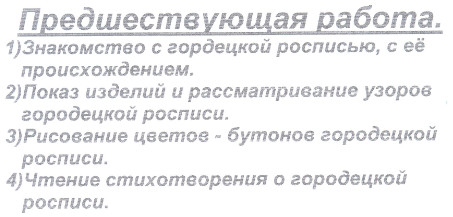 Предшествующая работа.
1)Знакомство с гордецкой росписью, с её
происхождением.
2)Показ изделий и рассматривание узоров
городецкой росписи.
3)Рисование цветов - бутонов городецкой
росписи.
4)Чтение стихотворения о городецкой
росписи.